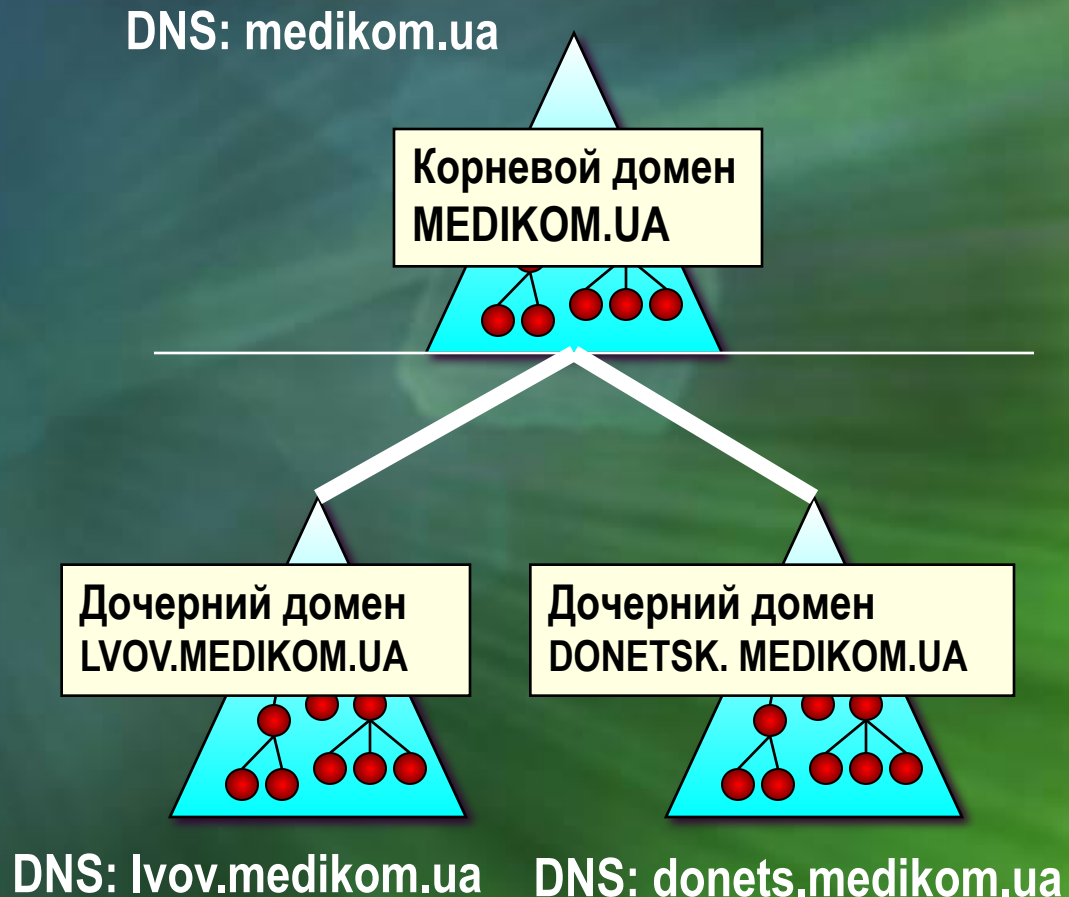 DNS: medikom.ua
Корневой домен
MEDIKOM.UA
Дочерний домен
LVOV.MEDIKOM.UA
Дочерний домен
DONETSK. MEDIKOM.UA
DNS: lvov.medikom.ua
DNS: donets.medikom.ua